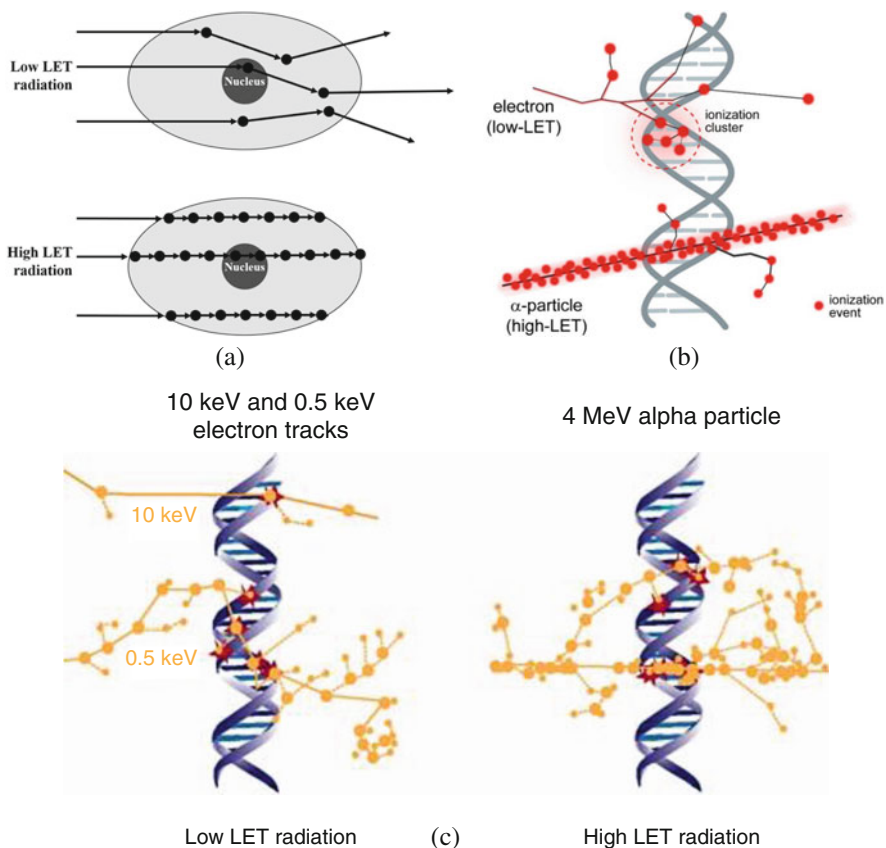 Low LET
radiation
Nucleus
High LET
radiation
Nucleus
(a)
electron
(low-LET)
ionization
cluster
α-particle
(high-LET)
ionization
event
(b)
10 keV and 0.5 keV
electron tracks
4 MeV alpha particle
10 keV
0.5 keV
Low LET radiation
(c)
High LET radiation